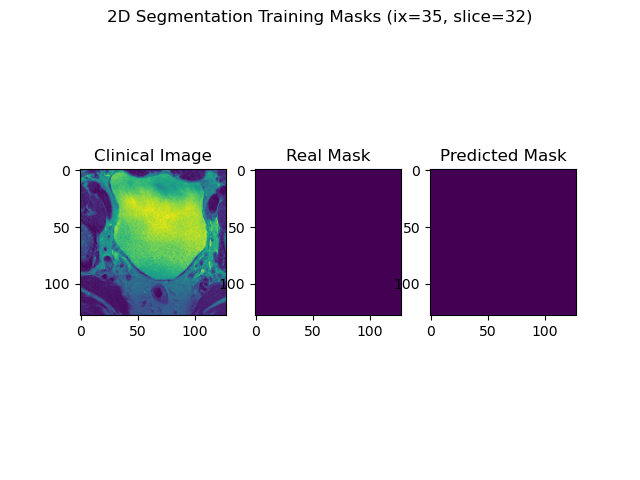 2D Segmentation Training Masks (ix=35, slice=32)
Clinical Image Real Mask Predicted Mask
0 0 0
50 50 50
100 100 100
0 50 100 0 50 100 0 50 100